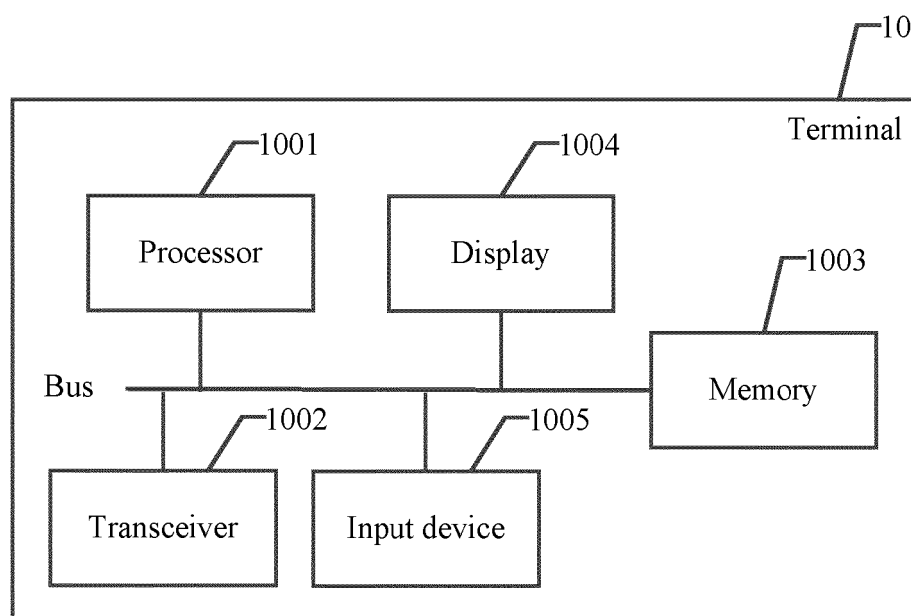 10
Terminal
1001
1004
Processor
Display
1003
Memory
Bus
1002
1005
Transceiver
Input device